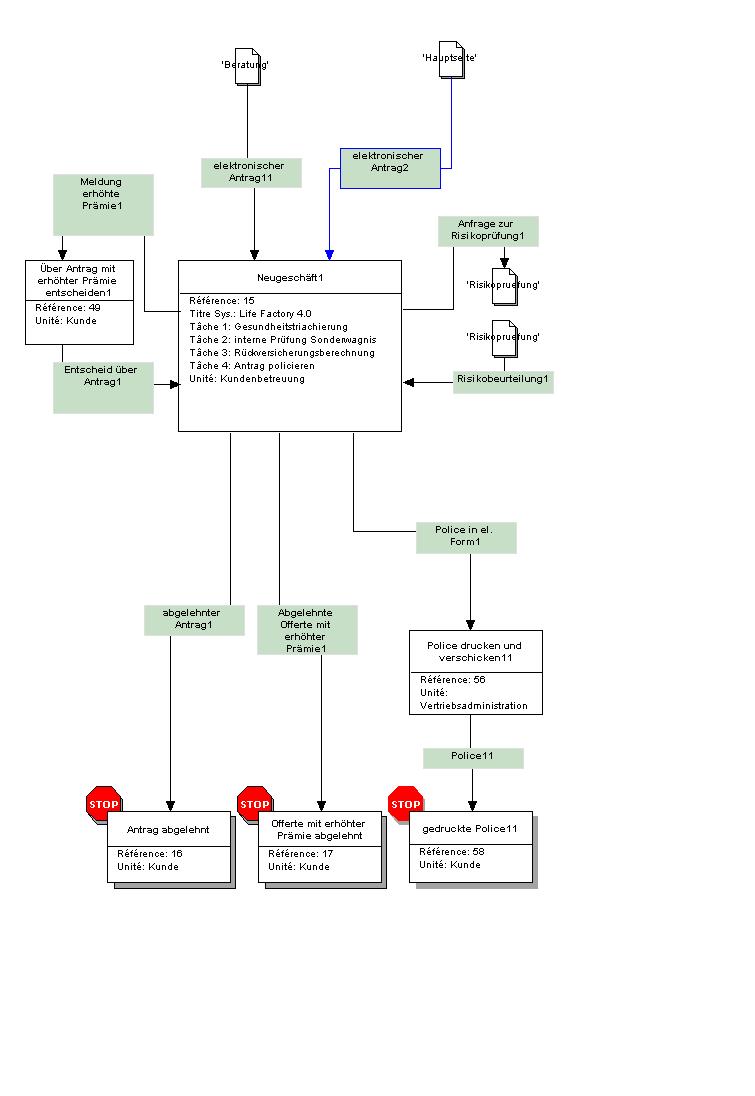 'Beratung'
'Hauptseite'
elektronischer
Antrag11
elektronischer
Antrag2
Meldung
erhöhte
Prämie1
Anfrage zur
Risikoprüfung1
Über Antrag mit
erhöhter Prämie
entscheiden1
Référence: 49
Unité: Kunde
Neugeschäft1
Référence: 15
Titre Sys.: Life Factory 4.0
Tâche 1: Gesundheitstriachierung
Tâche 2: interne Prüfung Sonderwagnis
Tâche 3: Rückversicherungsberechnung
Tâche 4: Antrag policieren
Unité: Kundenbetreuung
'Risikopruefung'
'Risikopruefung'
Entscheid über
Antrag1
Risikobeurteilung1
Police in el.
Form1
abgelehnter
Antrag1
Abgelehnte
Offerte mit
erhöhter
Prämie1
Police drucken und
verschicken11
Référence: 56
Unité:
Vertriebsadministration
Police11
STOP
Antrag abgelehnt
Référence: 16
Unité: Kunde
STOP
Offerte mit erhöhter
Prämie abgelehnt
Référence: 17
Unité: Kunde
STOP
gedruckte Police11
Référence: 58
Unité: Kunde